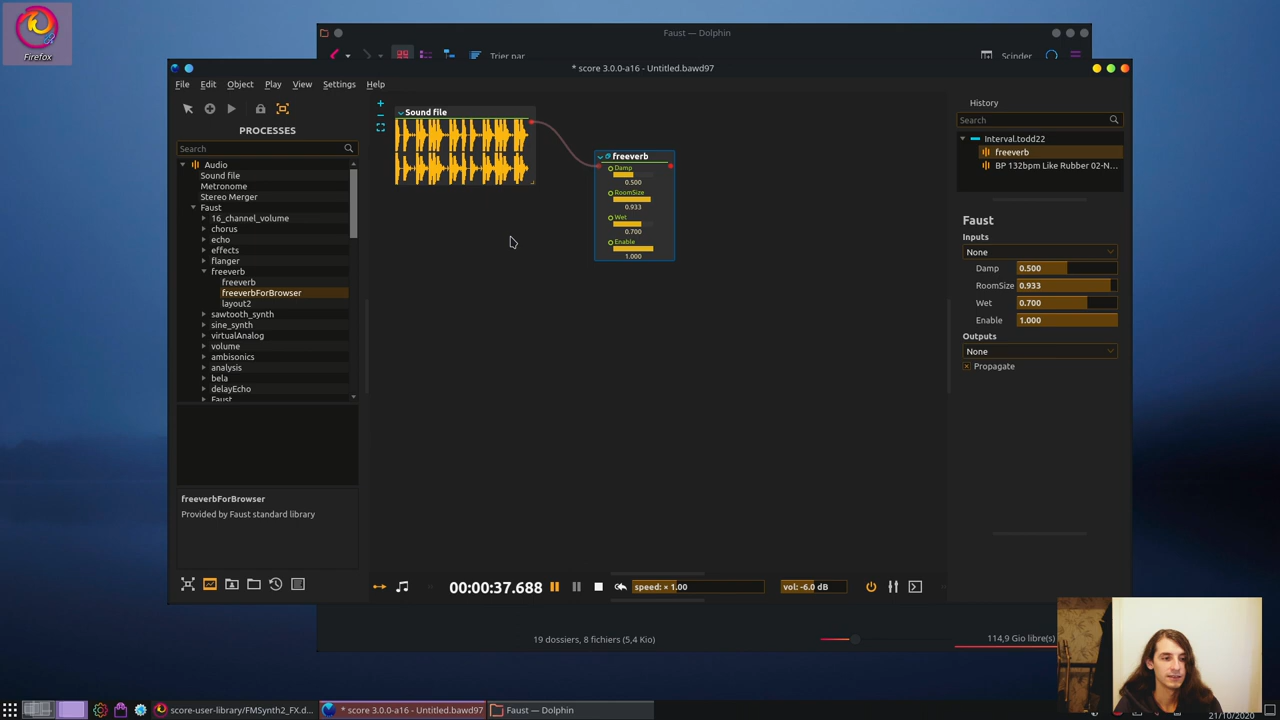 Firefox
Faust — Dolphin
Trier par
Scinder
* score 3.0.0-a16 - Untitled.bawd97
File Edit Object Play View Settings Help
PROCESSES
Search
Audio
Sound file
Metronome
Stereo Merger
Faust
16_channel_volume
chorus
echo
effects
flanger
freeverb
freeverb
freeverbForBrowser
layout2
sawtooth_synth
sine_synth
virtualAnalog
volume
ambisonics
analysis
bela
delayEcho
Faust
freeverbForBrowser
Provided by Faust standard library
Sound file
freeverb
Damp
0.500
RoomSize
0.933
Wet
0.700
Enable
1.000
00:00:37.688
speed: × 1.00
vol: -6.0 dB
History
Search
Interval.todd22
freeverb
BP 132bpm Like Rubber 02-N...
Faust
Inputs
None
Damp 0.500
RoomSize 0.933
Wet 0.700
Enable 1.000
Outputs
None
Propagate
19 dossiers, 8 fichiers (5,4 Kio)
114,9 Gio libre(s)
score-user-library/FMSynth2_FX.d...
* score 3.0.0-a16 - Untitled.bawd97
Faust — Dolphin
21/10/2020